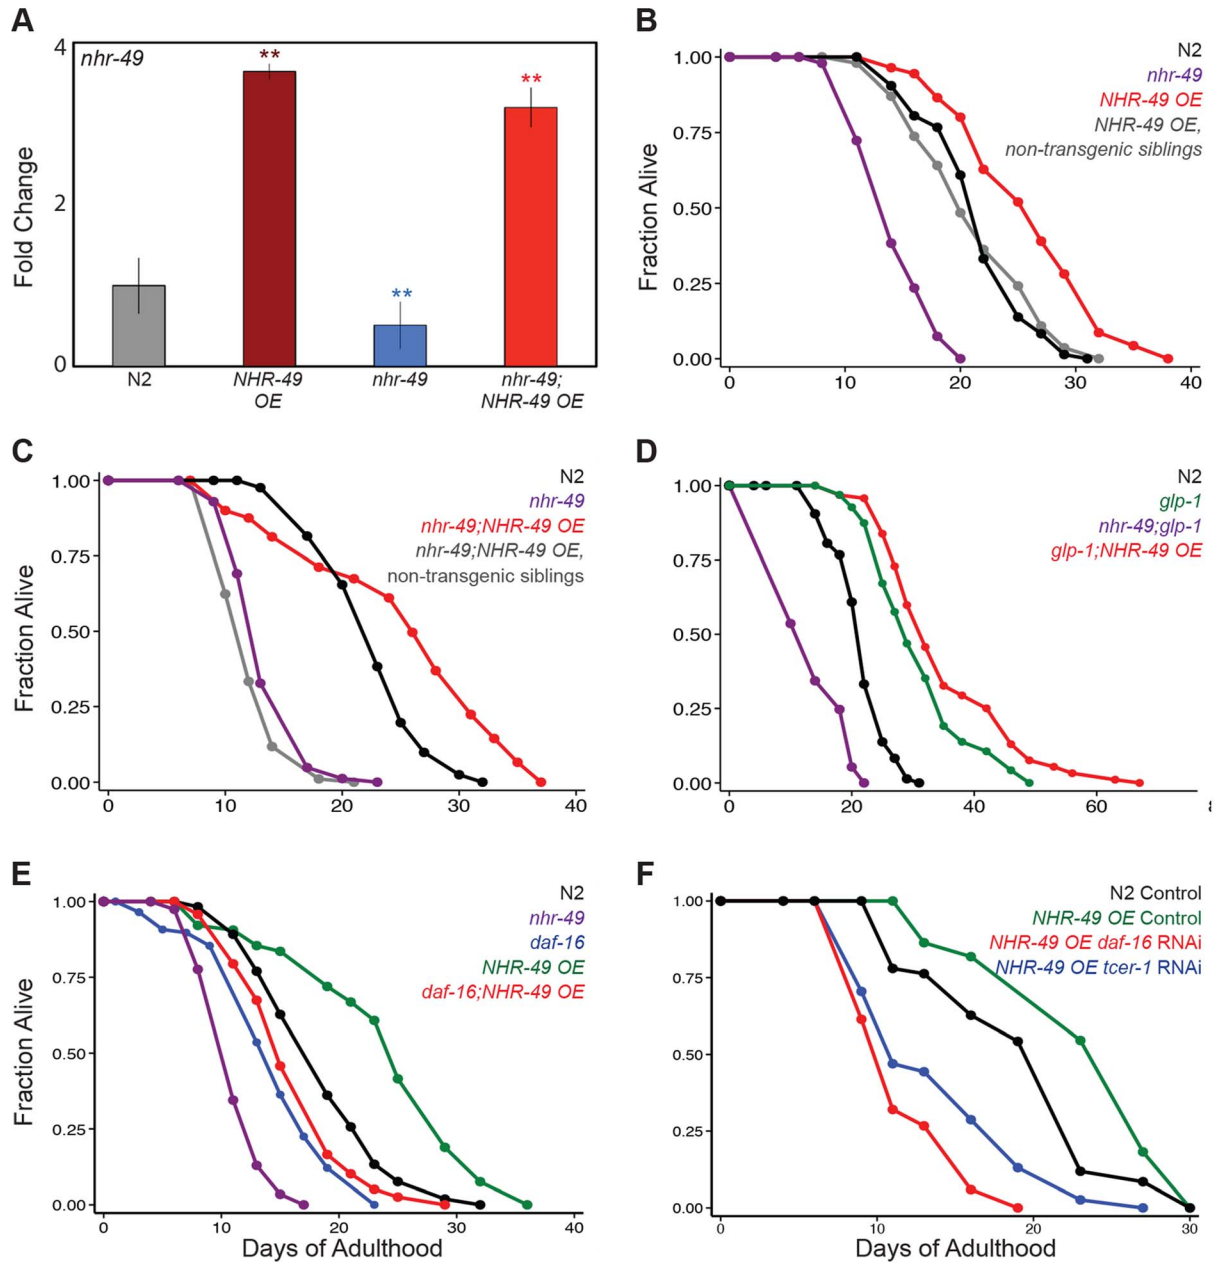 A
nhr-49
4
2
0
Fold Change
**
**
**
N2
NHR-49
OE
nhr-49
nhr-49;
NHR-49 OE
B
N2
nhr-49
NHR-49 OE
NHR-49 OE,
non-transgenic siblings
Fraction Alive
1.00
0.75
0.50
0.25
0.00
0 10 20 30 40
C
N2
nhr-49
nhr-49;NHR-49 OE
nhr-49;NHR-49 OE,
non-transgenic siblings
Fraction Alive
1.00
0.75
0.50
0.25
0.00
0 10 20 30 40
D
N2
glp-1
nhr-49;glp-1
glp-1;NHR-49 OE
1.00
0.75
0.50
0.25
0.00
0 20 40 60
E
N2
nhr-49
daf-16
NHR-49 OE
daf-16;NHR-49 OE
Fraction Alive
1.00
0.75
0.50
0.25
0.00
0 10 20 30 40
Days of Adulthood
F
N2 Control
NHR-49 OE Control
NHR-49 OE daf-16 RNAi
NHR-49 OE tcer-1 RNAi
1.00
0.75
0.50
0.25
0.00
0 10 20 30
Days of Adulthood